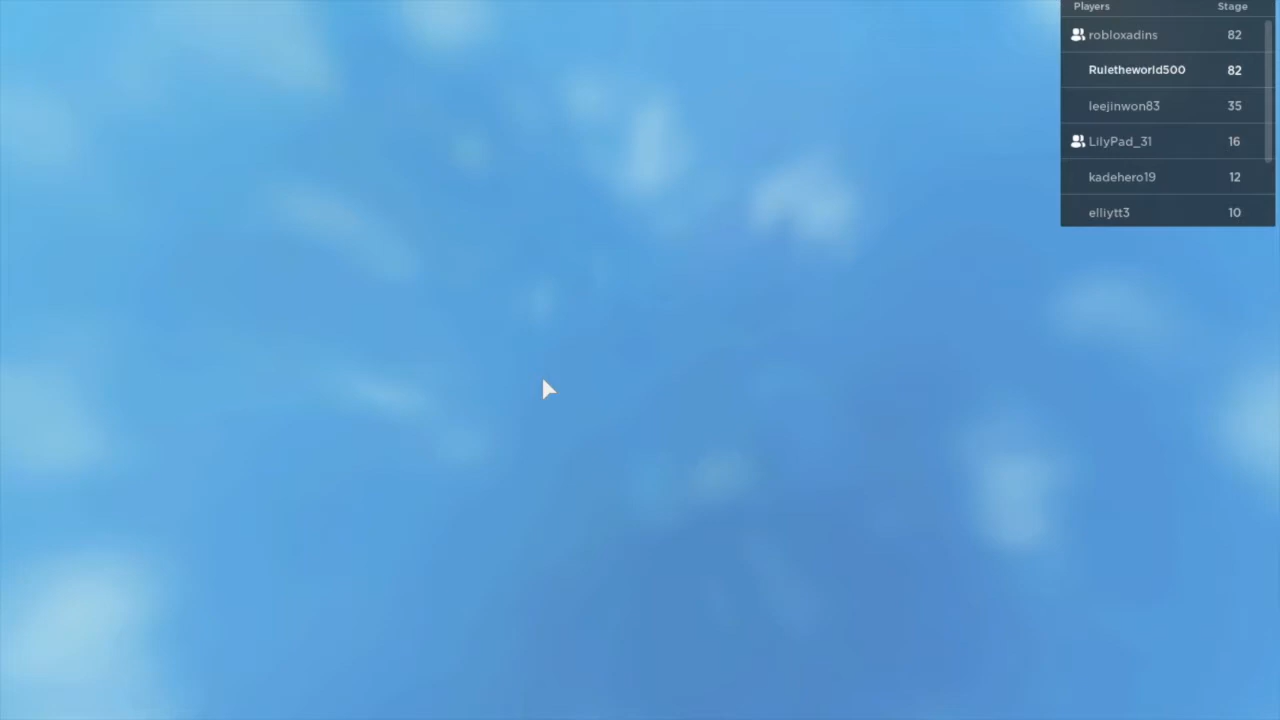 Players Stage
robloxadins 82
Ruletheworld500 82
leejinwon83 35
LilyPad_31 16
kadehero19 12
elliytt3 10